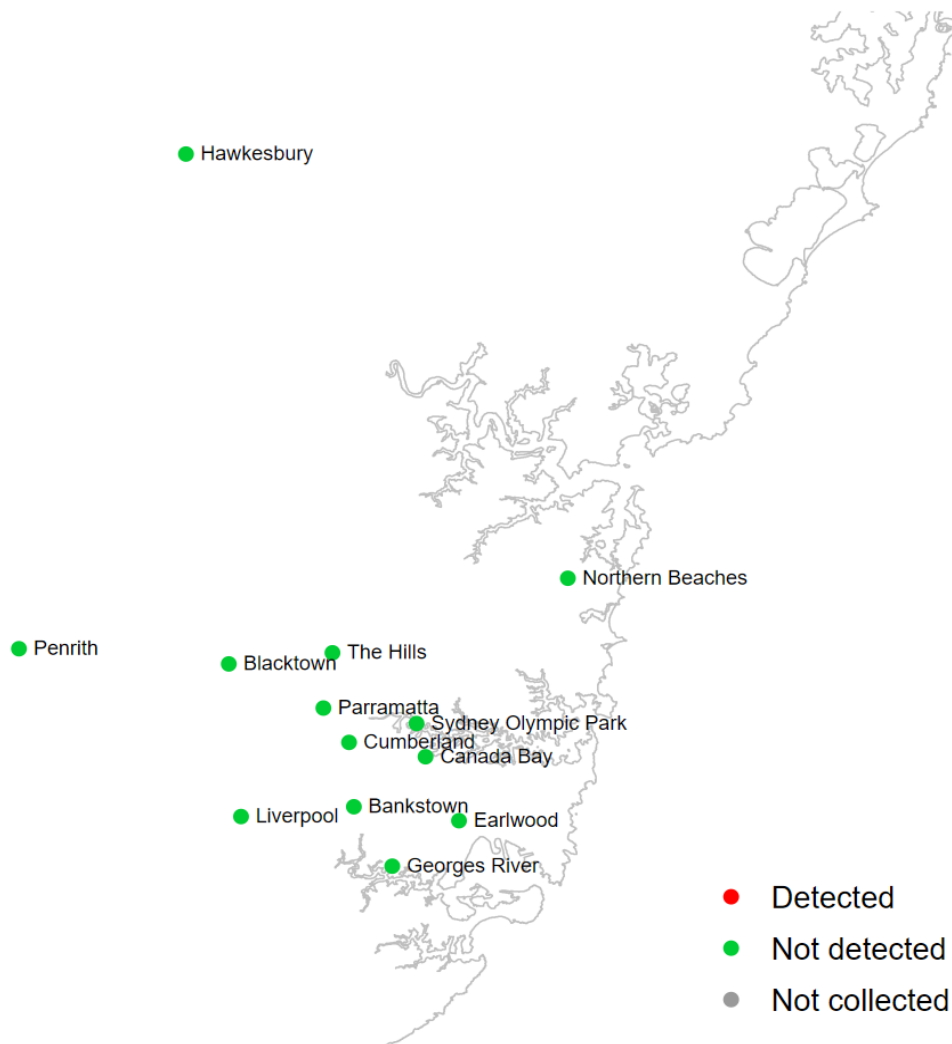 Hawkesbury
Northern Beaches
Penrith
The Hills
Blacktown
Parramatta
Sydney Olympic Park
Cumberland
Canada Bay
Bankstown
Liverpool
Earlwood
Georges River
Detected
Not detected
Not collected